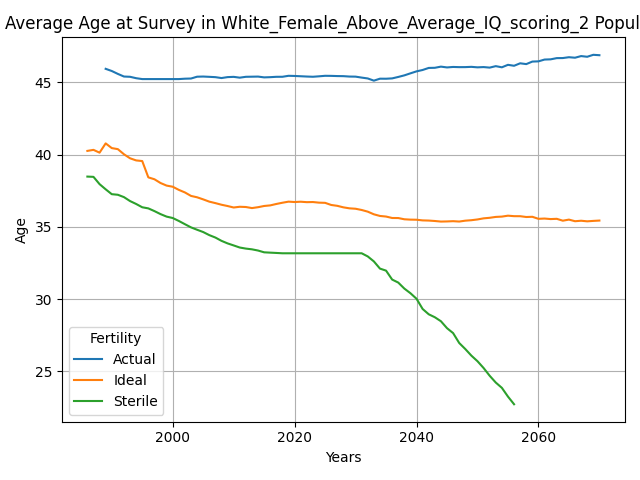 Average Age at Survey in White_Female_Above_Average_IQ_scoring_2 Popul
45
40
35
30
25
Age
Fertility
Actual
Ideal
Sterile
2000 2020 2040 2060
Years